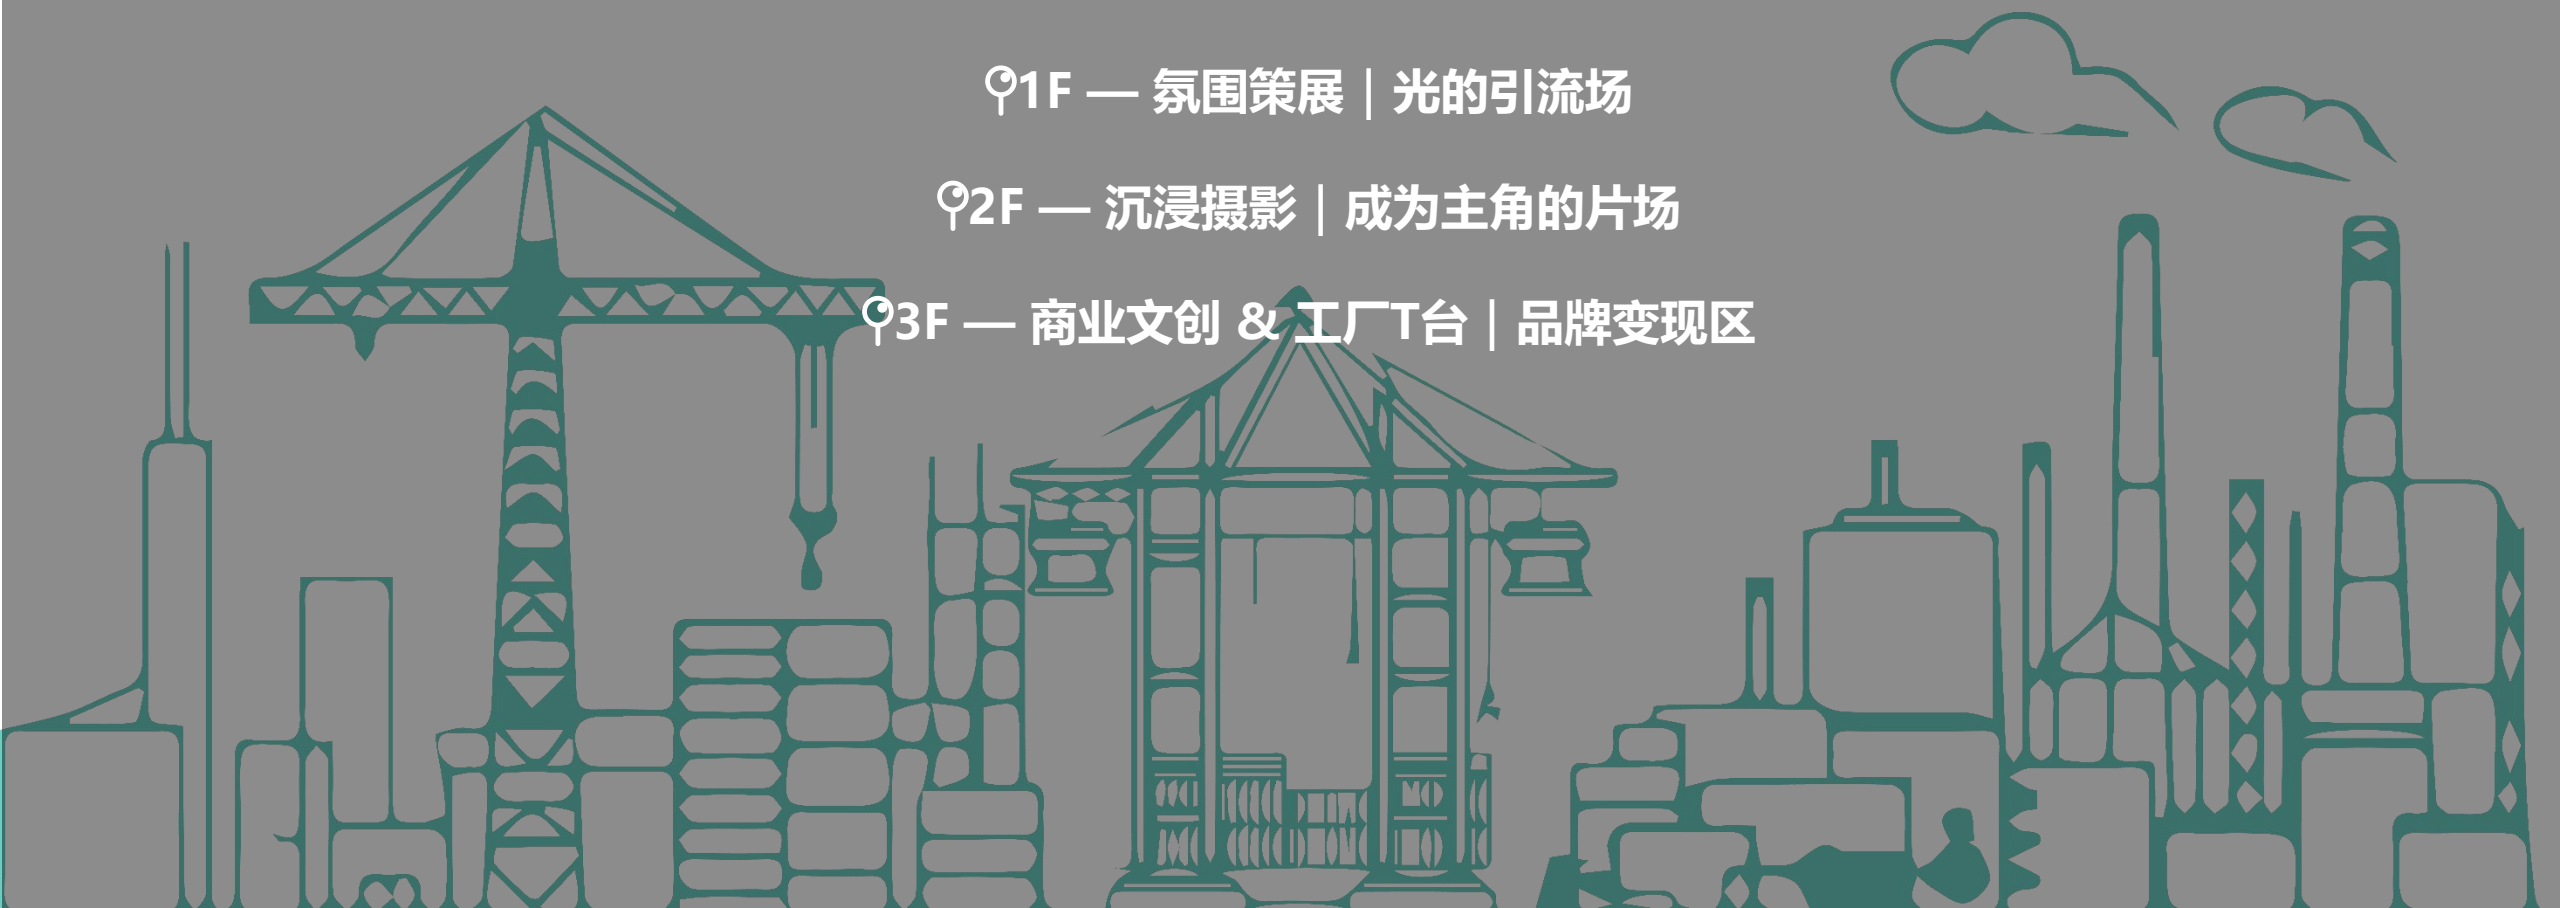 1F — 氛围策展｜光的引流场
2F — 沉浸摄影｜成为主角的片场
3F — 商业文创 & 工厂T台｜品牌变现区